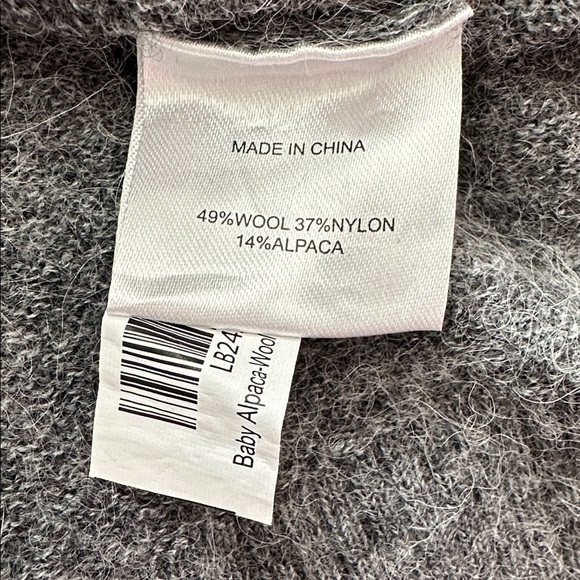 MADE IN CHINA
49%WOOL 37%NYLON
14%ALPACA
LB24
Baby Alpaca-Wool